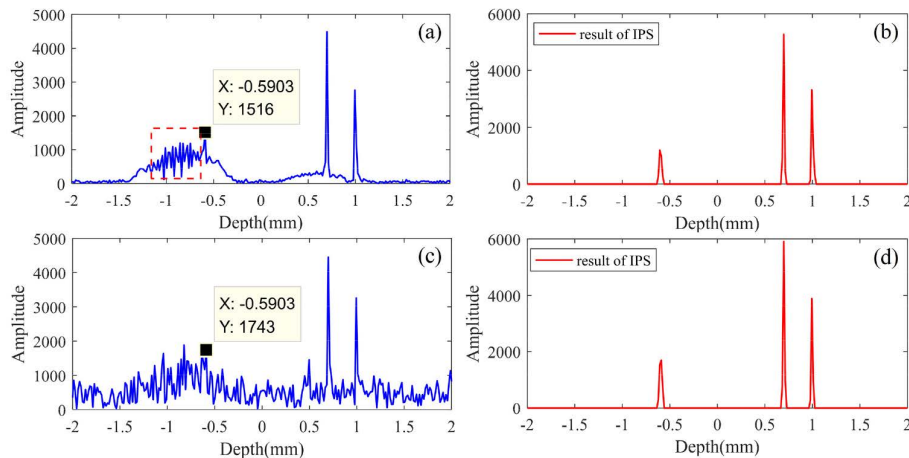 5000
4000
3000
2000
1000
0
Amplitude
(a)
X: -0.5903
Y: 1516
-2 -1.5 -1 -0.5 0 0.5 1 1.5 2
Depth(mm)
6000
4000
2000
0
Amplitude
result of IPS
(b)
-2 -1.5 -1 -0.5 0 0.5 1 1.5 2
Depth(mm)
5000
4000
3000
2000
1000
0
Amplitude
(c)
X: -0.5903
Y: 1743
-2 -1.5 -1 -0.5 0 0.5 1 1.5 2
Depth(mm)
6000
4000
2000
0
Amplitude
result of IPS
(d)
-2 -1.5 -1 -0.5 0 0.5 1 1.5 2
Depth(mm)